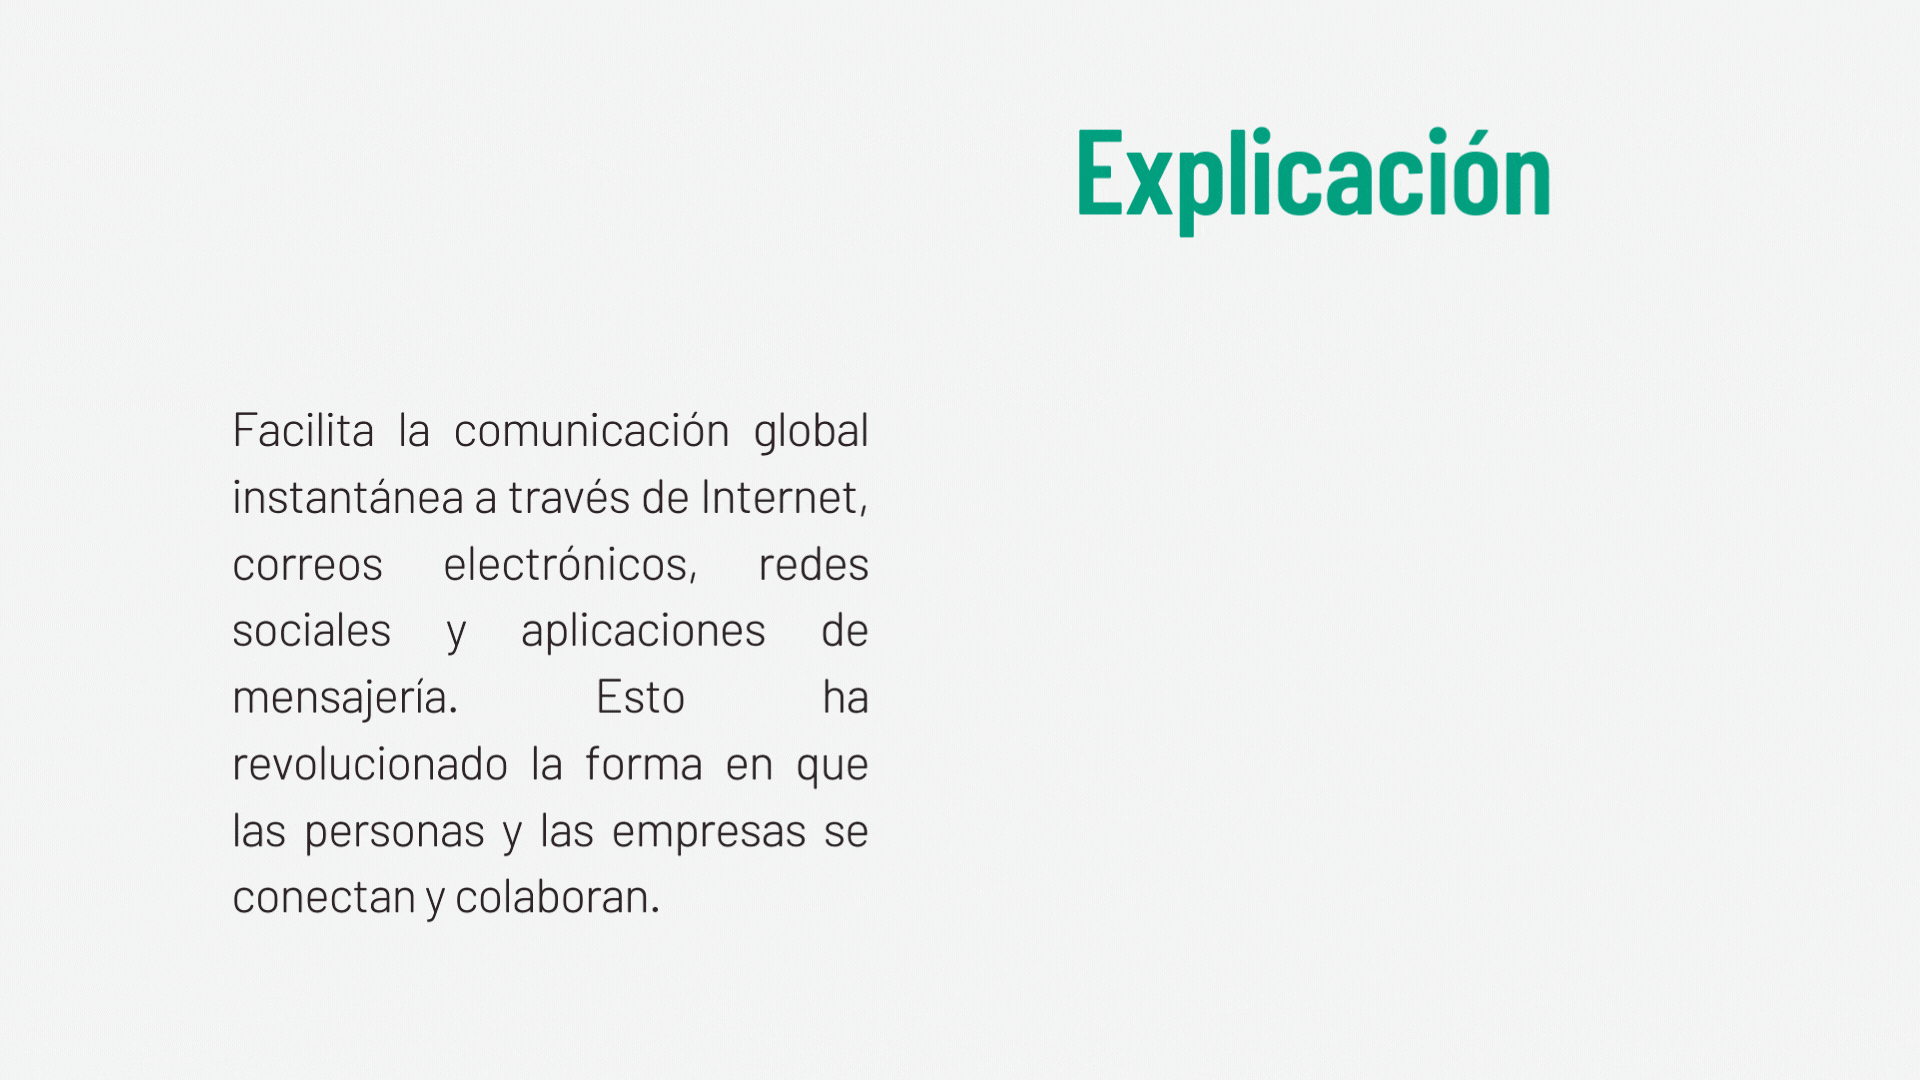 Explicación
Facilita la comunicación global
instantánea a través de Internet,
correos electrónicos, redes
sociales y aplicaciones de
mensajería. Esto ha
revolucionado la forma en que
las personas y las empresas se
conectan y colaboran.